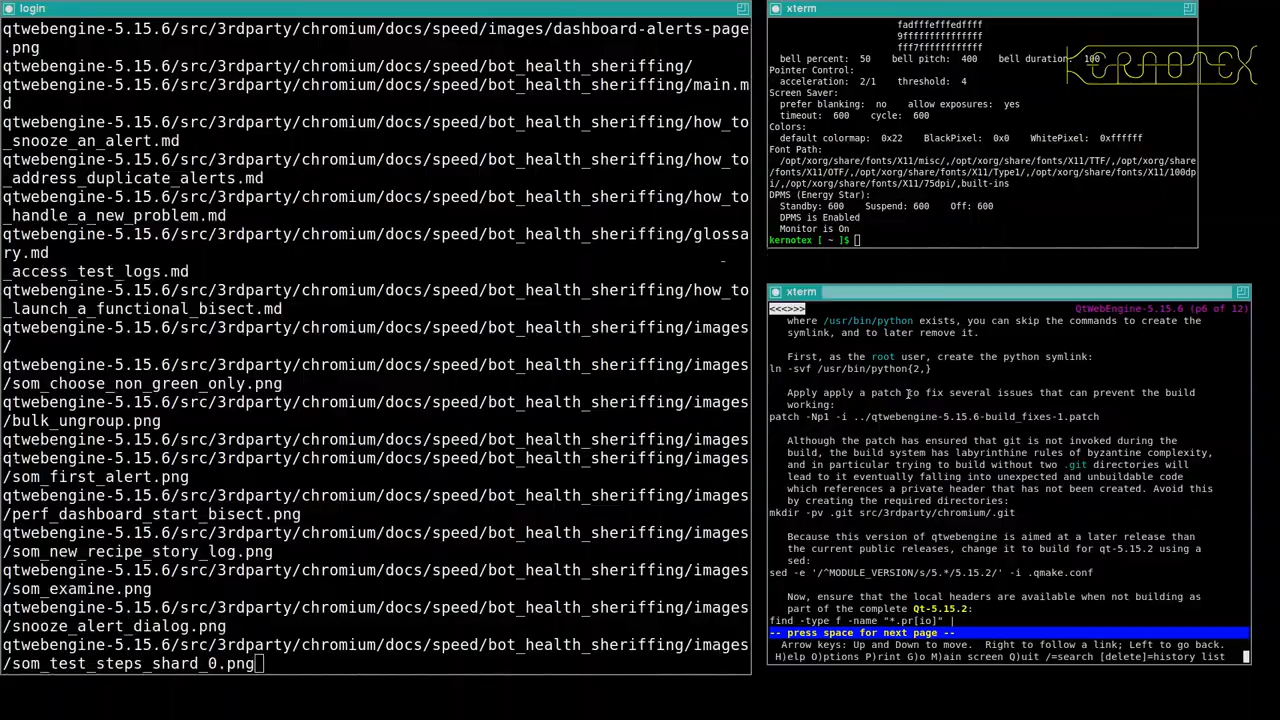 login
qtwebengine-5.15.6/src/3rdparty/chromium/docs/speed/images/dashboard-alerts-page
.png
qtwebengine-5.15.6/src/3rdparty/chromium/docs/speed/bot_health_sheriffing/
qtwebengine-5.15.6/src/3rdparty/chromium/docs/speed/bot_health_sheriffing/main.m
d
qtwebengine-5.15.6/src/3rdparty/chromium/docs/speed/bot_health_sheriffing/how_to
_snooze_an_alert.md
qtwebengine-5.15.6/src/3rdparty/chromium/docs/speed/bot_health_sheriffing/how_to
_address_duplicate_alerts.md
qtwebengine-5.15.6/src/3rdparty/chromium/docs/speed/bot_health_sheriffing/how_to
_handle_a_new_problem.md
qtwebengine-5.15.6/src/3rdparty/chromium/docs/speed/bot_health_sheriffing/glossa
ry.md
_access_test_logs.md
qtwebengine-5.15.6/src/3rdparty/chromium/docs/speed/bot_health_sheriffing/how_to
_launch_a_functional_bisect.md
qtwebengine-5.15.6/src/3rdparty/chromium/docs/speed/bot_health_sheriffing/images
/
qtwebengine-5.15.6/src/3rdparty/chromium/docs/speed/bot_health_sheriffing/images
/som_choose_non_green_only.png
qtwebengine-5.15.6/src/3rdparty/chromium/docs/speed/bot_health_sheriffing/images
/bulk_ungroup.png
qtwebengine-5.15.6/src/3rdparty/chromium/docs/speed/bot_health_sheriffing/images
qtwebengine-5.15.6/src/3rdparty/chromium/docs/speed/bot_health_sheriffing/images
/som_first_alert.png
qtwebengine-5.15.6/src/3rdparty/chromium/docs/speed/bot_health_sheriffing/images
/perf_dashboard_start_bisect.png
qtwebengine-5.15.6/src/3rdparty/chromium/docs/speed/bot_health_sheriffing/images
/som_new_recipe_story_log.png
qtwebengine-5.15.6/src/3rdparty/chromium/docs/speed/bot_health_sheriffing/images
/som_examine.png
qtwebengine-5.15.6/src/3rdparty/chromium/docs/speed/bot_health_sheriffing/images
/snooze_alert_dialog.png
qtwebengine-5.15.6/src/3rdparty/chromium/docs/speed/bot_health_sheriffing/images
/som_test_steps_shard_0.png
xterm
fadfffefffedffff
9fffffffffffffff
fff7ffffffffffff
bell percent: 50 bell pitch: 400 bell duration: 100
Pointer Control:
acceleration: 2/1 threshold: 4
Screen Saver:
prefer blanking: no allow exposures: yes
timeout: 600 cycle: 600
Colors:
default colormap: 0x22 BlackPixel: 0x0 WhitePixel: 0xffffff
Font Path:
/opt/xorg/share/fonts/X11/misc/,/opt/xorg/share/fonts/X11/TTF/,/opt/xorg/share
/fonts/X11/OTF/,/opt/xorg/share/fonts/X11/Type1/,/opt/xorg/share/fonts/X11/100dp
i/,/opt/xorg/share/fonts/X11/75dpi/,built-ins
DPMS (Energy Star):
Standby: 600 Suspend: 600 Off: 600
DPMS is Enabled
Monitor is On
kernotex [ ~ ]$
KERNOTEX
xterm
<<<>>> QtWebEngine-5.15.6 (p6 of 12)
where /usr/bin/python exists, you can skip the commands to create the
symlink, and to later remove it.
First, as the root user, create the python symlink:
ln -svf /usr/bin/python{2,}
Apply apply a patch to fix several issues that can prevent the build
working:
patch -Np1 -i ../qtwebengine-5.15.6-build_fixes-1.patch
Although the patch has ensured that git is not invoked during the
build, the build system has labyrinthine rules of byzantine complexity,
and in particular trying to build without two .git directories will
lead to it eventually falling into unexpected and unbuildable code
which references a private header that has not been created. Avoid this
by creating the required directories:
mkdir -pv .git src/3rdparty/chromium/.git
Because this version of qtwebengine is aimed at a later release than
the current public releases, change it to build for qt-5.15.2 using a
sed:
sed -e '/^MODULE_VERSION/s/5.*/5.15.2/' -i .qmake.conf
Now, ensure that the local headers are available when not building as
part of the complete Qt-5.15.2:
find -type f -name "*.pr[io]" |
-- press space for next page --
Arrow keys: Up and Down to move. Right to follow a link; Left to go back.
H)elp O)ptions P)rint G)o M)ain screen Q)uit /=search [delete]=history list